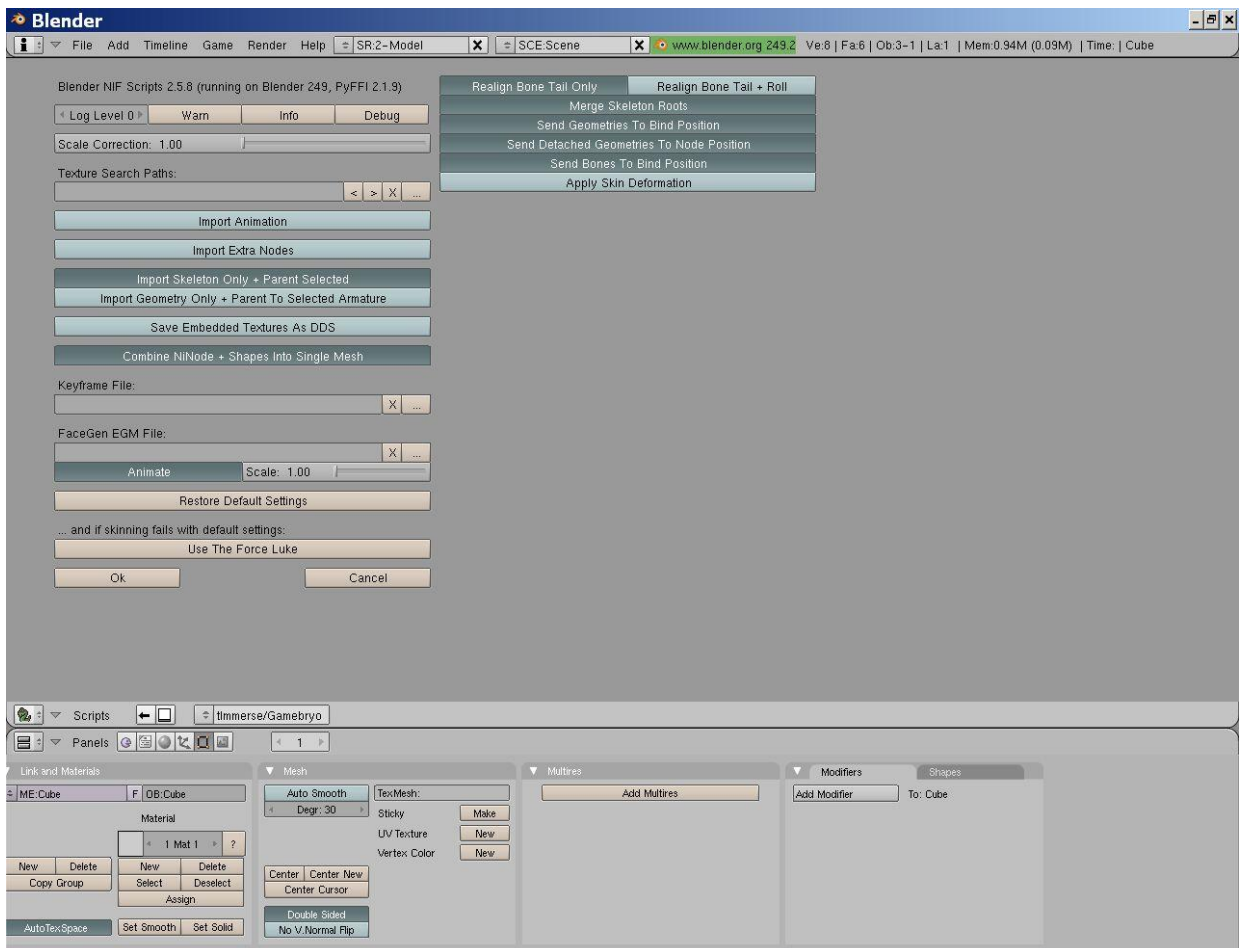 Blender
File Add Timeline Game Render Help SR:2-Model X SCE:Scene X www.blender.org 249.2 Ve:8 | Fa:6 | Ob:3-1 | La:1 | Mem:0.94M (0.09M) | Time: | Cube
Blender NIF Scripts 2.5.8 (running on Blender 249, PyFFI 2.1.9)
Log Level 0 Warn Info Debug
Scale Correction: 1.00
Texture Search Paths:
< > X ...
Import Animation
Import Extra Nodes
Import Skeleton Only + Parent Selected
Import Geometry Only + Parent To Selected Armature
Save Embedded Textures As DDS
Combine NiNode + Shapes Into Single Mesh
Keyframe File:
X ...
FaceGen EGM File:
X ...
Animate Scale: 1.00
Restore Default Settings
... and if skinning fails with default settings:
Use The Force Luke
Ok Cancel
Realign Bone Tail Only Realign Bone Tail + Roll
Merge Skeleton Roots
Send Geometries To Bind Position
Send Detached Geometries To Node Position
Send Bones To Bind Position
Apply Skin Deformation
Scripts tImmerse/Gamebryo
Panels 1
Link and Materials
ME:Cube F OB:Cube
Material
1 Mat 1 ?
New Delete New Delete
Copy Group Select Deselect
Assign
AutoTexSpace Set Smooth Set Solid
Mesh
Auto Smooth TexMesh:
Degr: 30 Sticky Make
UV Texture New
Vertex Color New
Center Center New
Center Cursor
Double Sided
No V.Normal Flip
Multires
Add Multires
Modifiers Shapes
Add Modifier To: Cube